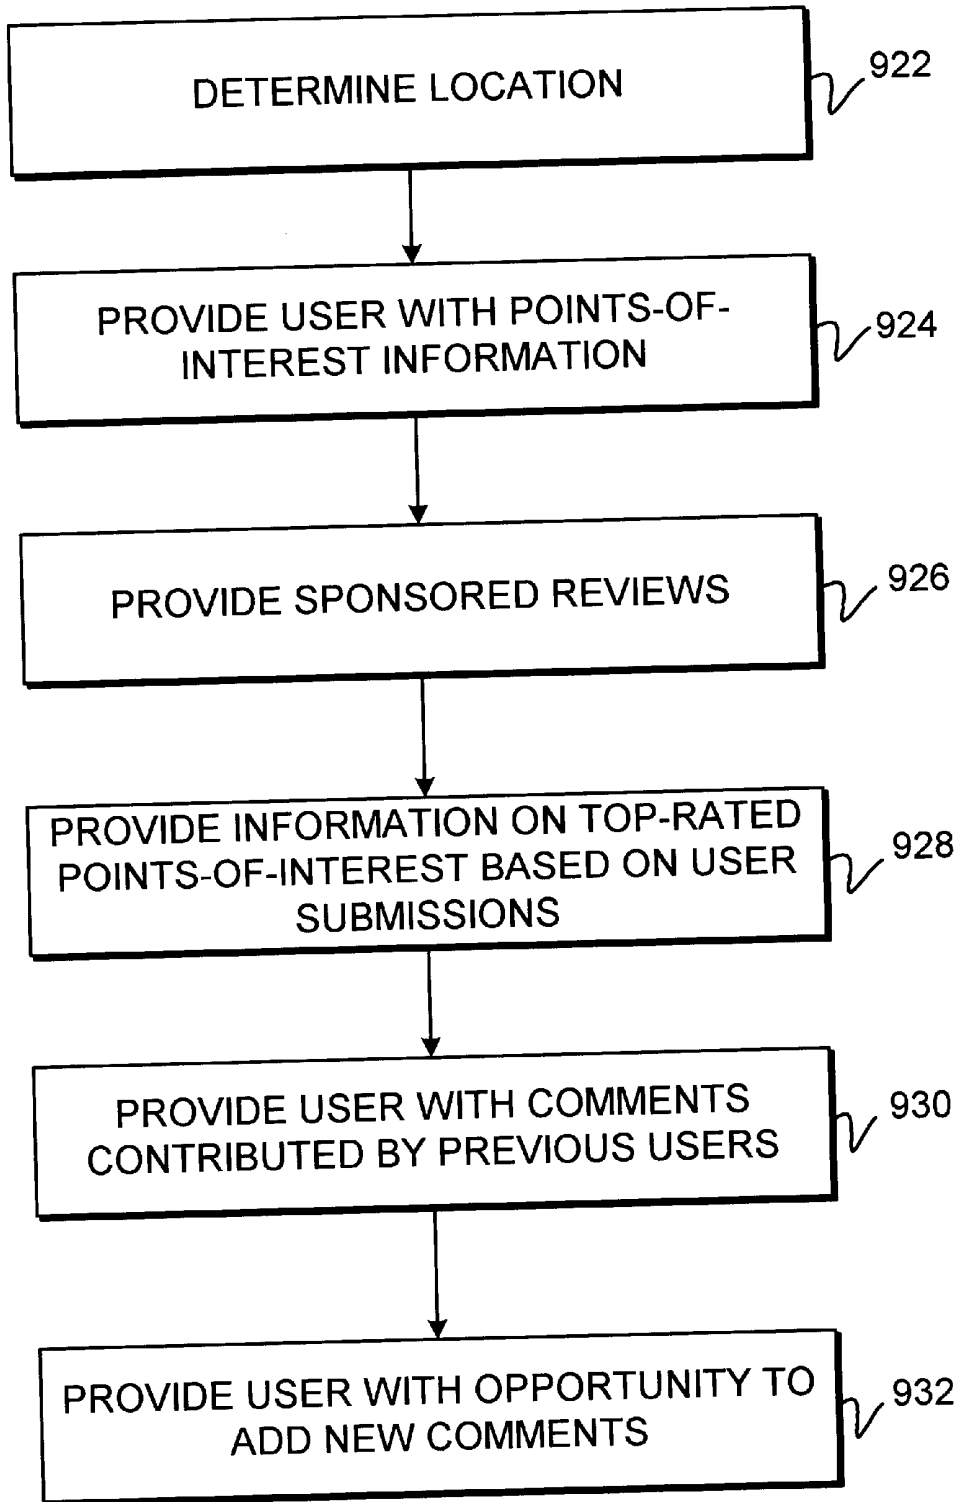 DETERMINE LOCATION
922
PROVIDE USER WITH POINTS-OF-
INTEREST INFORMATION
924
PROVIDE SPONSORED REVIEWS
926
PROVIDE INFORMATION ON TOP-RATED
POINTS-OF-INTEREST BASED ON USER
SUBMISSIONS
928
PROVIDE USER WITH COMMENTS
CONTRIBUTED BY PREVIOUS USERS
930
PROVIDE USER WITH OPPORTUNITY TO
ADD NEW COMMENTS
932